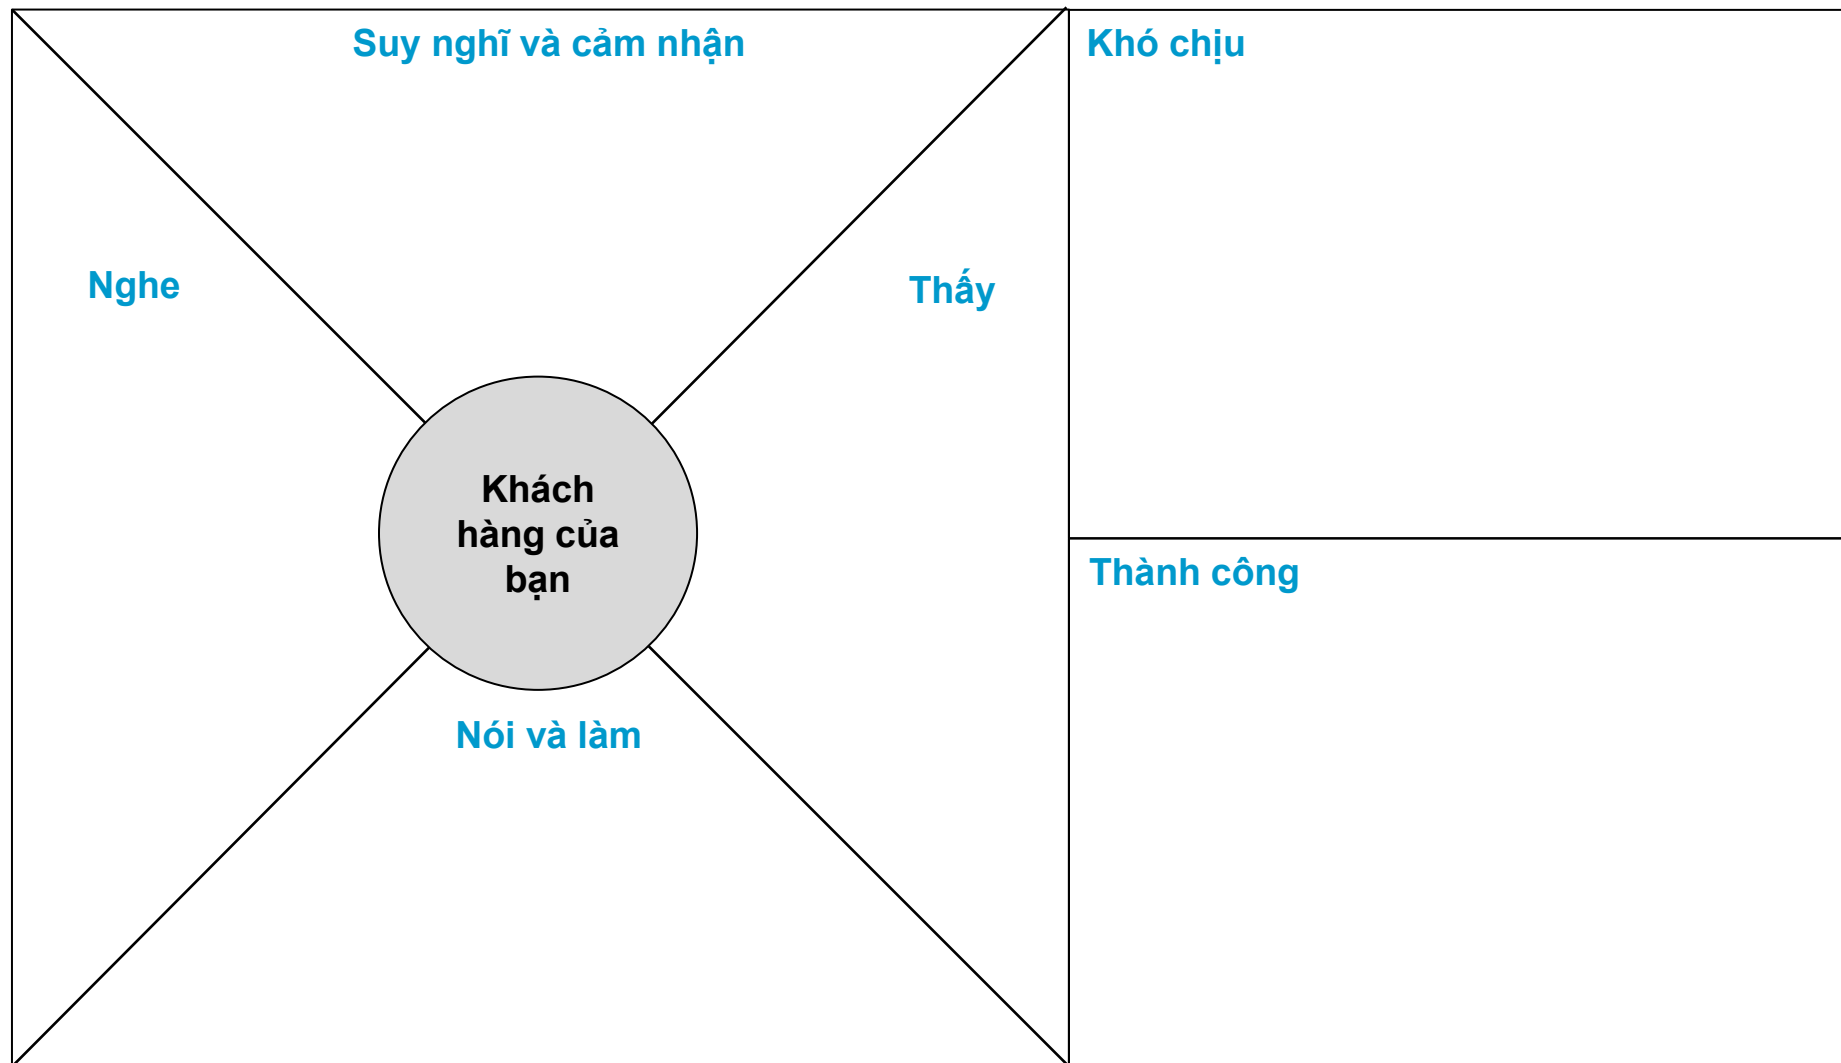 Suy nghĩ và cảm nhận
Khó chịu
Nghe
Thấy
Khách
hàng của
bạn
Thành công
Nói và làm